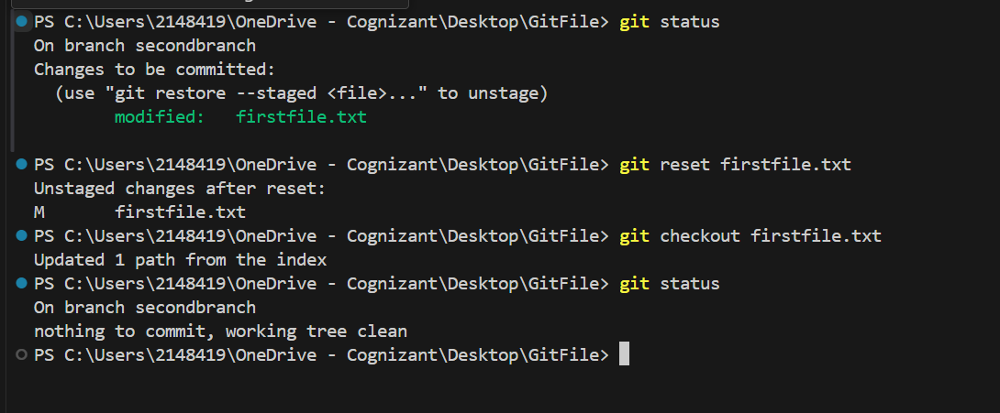 PS C:\Users\2148419\OneDrive - Cognizant\Desktop\GitFile> git status
On branch secondbranch
Changes to be committed:
  (use "git restore --staged <file>..." to unstage)
        modified:   firstfile.txt

PS C:\Users\2148419\OneDrive - Cognizant\Desktop\GitFile> git reset firstfile.txt
Unstaged changes after reset:
M       firstfile.txt
PS C:\Users\2148419\OneDrive - Cognizant\Desktop\GitFile> git checkout firstfile.txt
Updated 1 path from the index
PS C:\Users\2148419\OneDrive - Cognizant\Desktop\GitFile> git status
On branch secondbranch
nothing to commit, working tree clean
PS C:\Users\2148419\OneDrive - Cognizant\Desktop\GitFile>